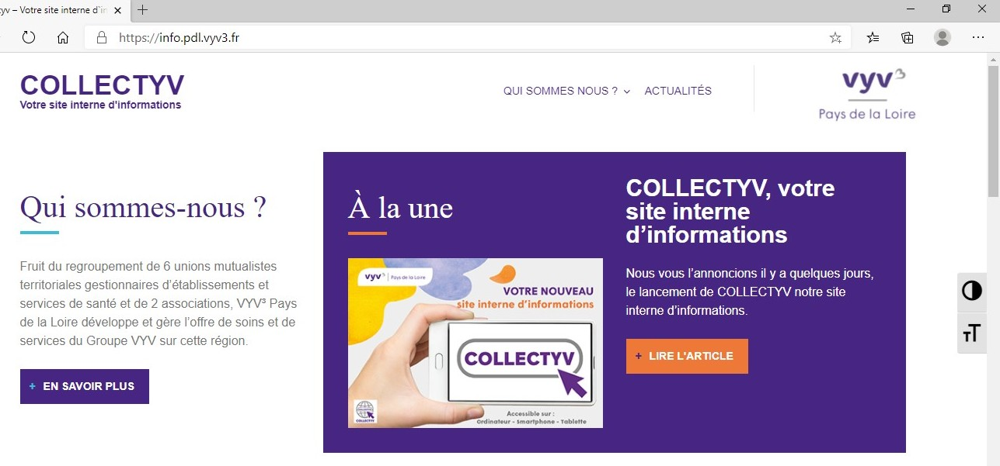 yv – Votre site interne d'in
https://info.pdl.vyv3.fr
COLLECTYV
Votre site interne d'informations
QUI SOMMES NOUS ?
ACTUALITÉS
vyv3
Pays de la Loire
Qui sommes-nous ?
Fruit du regroupement de 6 unions mutualistes
territoriales gestionnaires d'établissements et
services de santé et de 2 associations, VYV³ Pays
de la Loire développe et gère l'offre de soins et de
services du Groupe VYV sur cette région.
+ EN SAVOIR PLUS
À la une
vyv3 Pays de la Loire
VOTRE NOUVEAU
site interne d'informations
COLLECTYV
COLLECTYV
Accessible sur :
Ordinateur - Smartphone - Tablette
COLLECTYV, votre
site interne
d'informations
Nous vous l'annoncions il y a quelques jours,
le lancement de COLLECTYV notre site
interne d'informations.
+ LIRE L'ARTICLE
TT